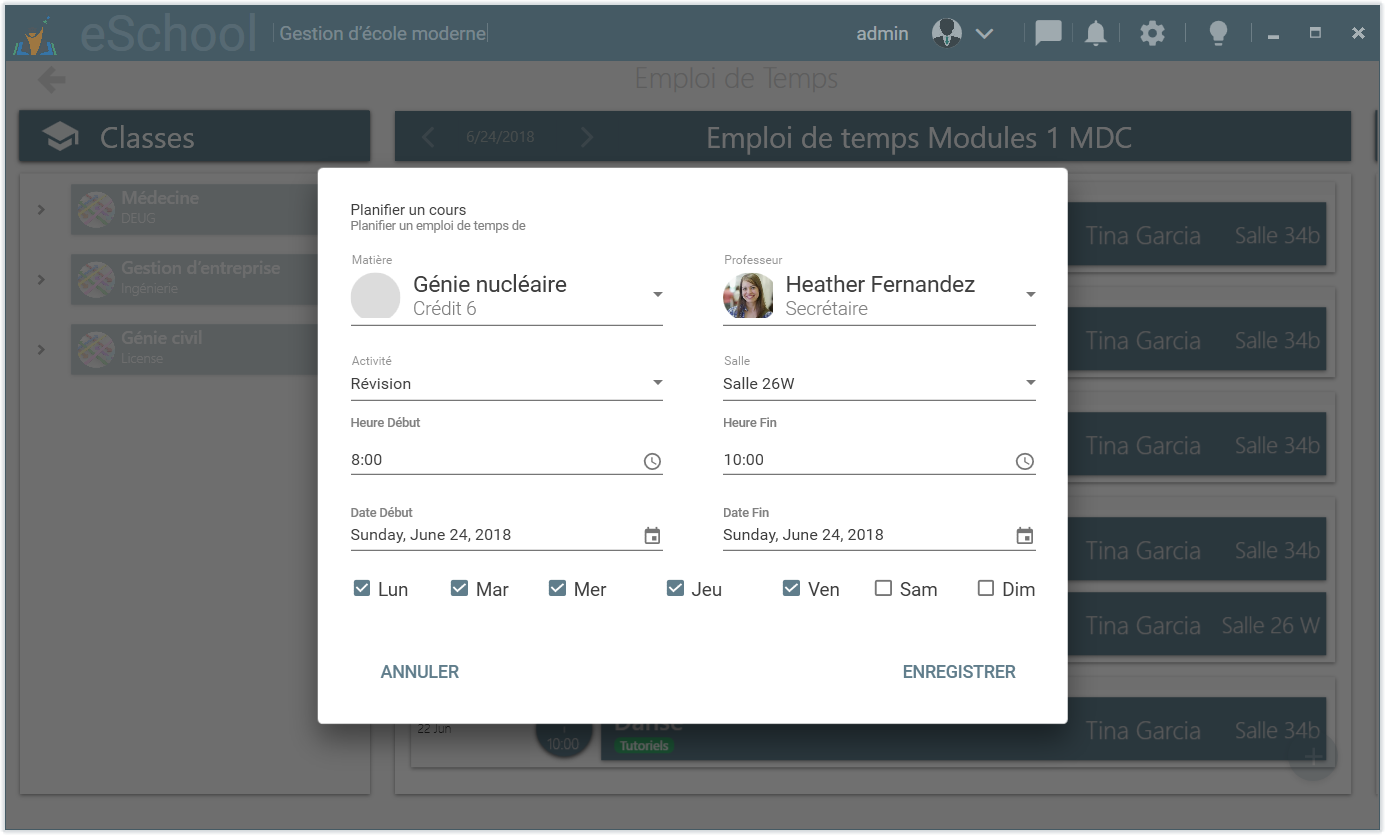 eSchool
Gestion d'école moderne
admin
Emploi de Temps
Classes
6/24/2018
Emploi de temps Modules 1 MDC
Médecine
DEUG
Gestion d'entreprise
Ingénierie
Génie civil
License
Planifier un cours
Planifier un emploi de temps de
Matière
Génie nucléaire
Crédit 6
Professeur
Heather Fernandez
Secrétaire
Activité
Révision
Salle
Salle 26W
Heure Début
8:00
Heure Fin
10:00
Date Début
Sunday, June 24, 2018
Date Fin
Sunday, June 24, 2018
Lun Mar Mer Jeu Ven Sam Dim
ANNULER
ENREGISTRER
Tina Garcia Salle 34b
Tina Garcia Salle 34b
Tina Garcia Salle 34b
Tina Garcia Salle 34b
Tina Garcia Salle 26 W
22 Jun
10:00
Danse
Tutoriels
Tina Garcia Salle 34b